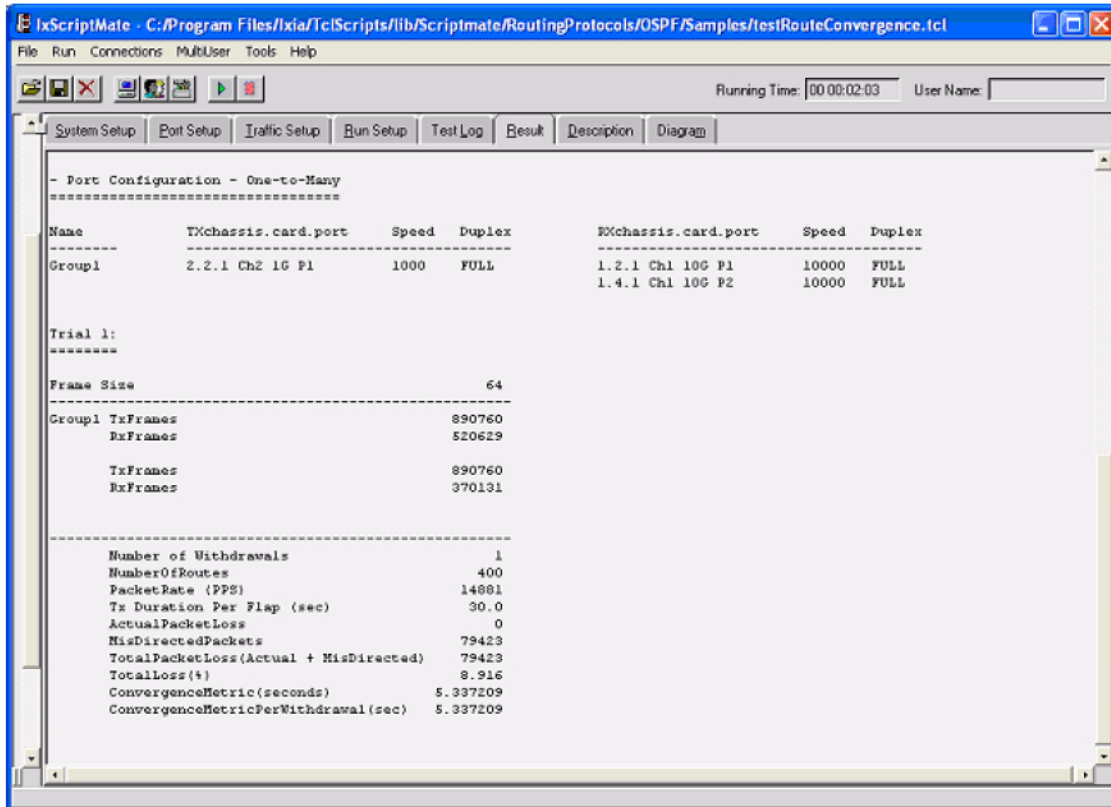 IxScriptMate - C:/Program Files/Ixia/TclScripts/lib/Scriptmate/RoutingProtocols/OSPF/Samples/testRouteConvergence.tcl
File Run Connections MultiUser Tools Help
Running Time: 00 00:02:03 User Name:
System Setup Port Setup Traffic Setup Run Setup Test Log Result Description Diagram
- Port Configuration - One-to-Many
===================================
Name TXchassis.card.port Speed Duplex RXchassis.card.port Speed Duplex
Group1 2.2.1 Ch2 1G P1 1000 FULL 1.2.1 Ch1 10G P1 10000 FULL
1.4.1 Ch1 10G P2 10000 FULL
Trial 1:
========
Frame Size 64
Group1 TxFrames 890760
RxFrames 520629
TxFrames 890760
RxFrames 370131
Number of Withdrawals 1
NumberOfRoutes 400
PacketRate (PPS) 14881
Tx Duration Per Flap (sec) 30.0
ActualPacketLoss 0
MisDirectedPackets 79423
TotalPacketLoss(Actual + MisDirected) 79423
TotalLoss(%) 8.916
ConvergenceMetric(seconds) 5.337209
ConvergenceMetricPerWithdrawal(sec) 5.337209